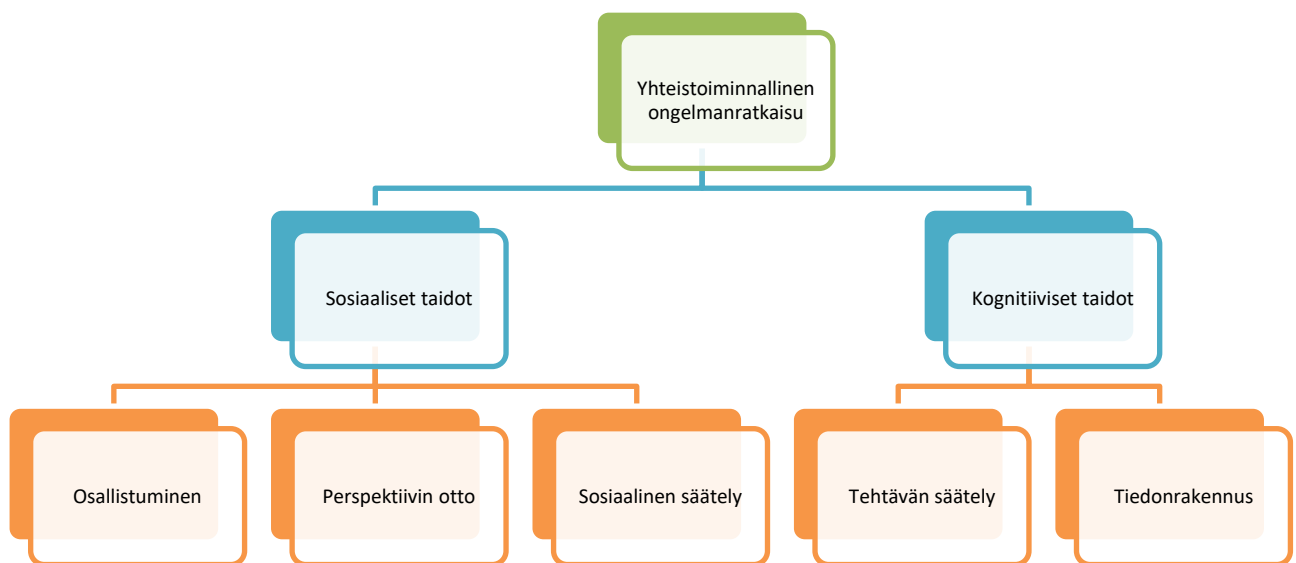 Yhteistoiminnallinen
ongelmanratkaisu
Sosiaaliset taidot
Kognitiiviset taidot
Osallistuminen
Perspektiivin otto
Sosiaalinen säätely
Tehtävän säätely
Tiedonrakennus